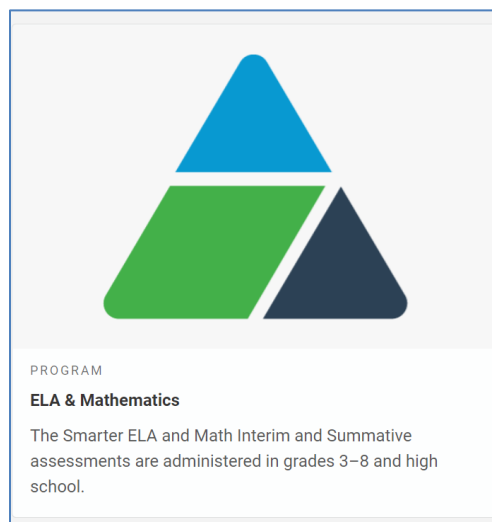 PROGRAM
ELA & Mathematics
The Smarter ELA and Math Interim and Summative
assessments are administered in grades 3–8 and high
school.